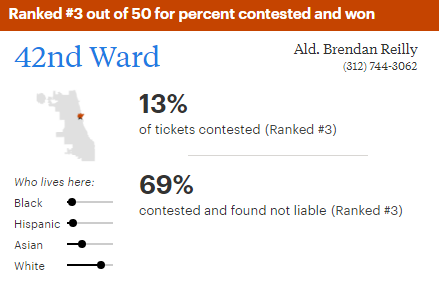 Ranked #3 out of 50 for percent contested and won
42nd Ward
Ald. Brendan Reilly
(312) 744-3062
13%
of tickets contested (Ranked #3)
Who lives here:
Black
Hispanic
Asian
White
69%
contested and found not liable (Ranked #3)